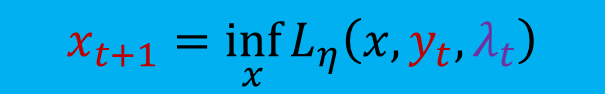 x_{t+1} = inf_x L_η(x, y_t, λ_t)